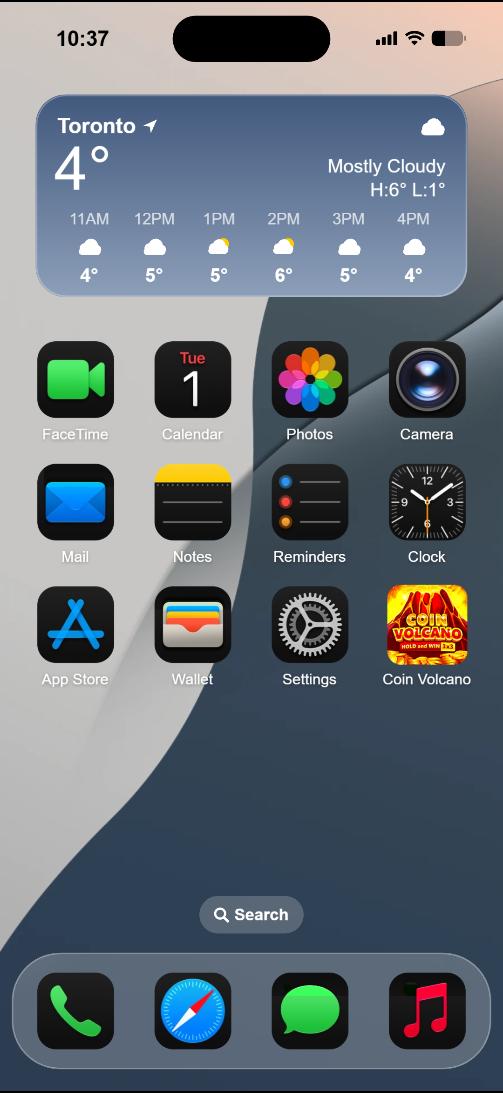 10:37
Toronto
4°
Mostly Cloudy
H:6° L:1°
11AM 12PM 1PM 2PM 3PM 4PM
4° 5° 5° 6° 5° 4°
Tue
1
FaceTime Calendar Photos Camera
12
9 3
6
Mail Notes Reminders Clock
COIN
VOLCANO
HOLD and WIN 3x3
App Store Wallet Settings Coin Volcano
Search